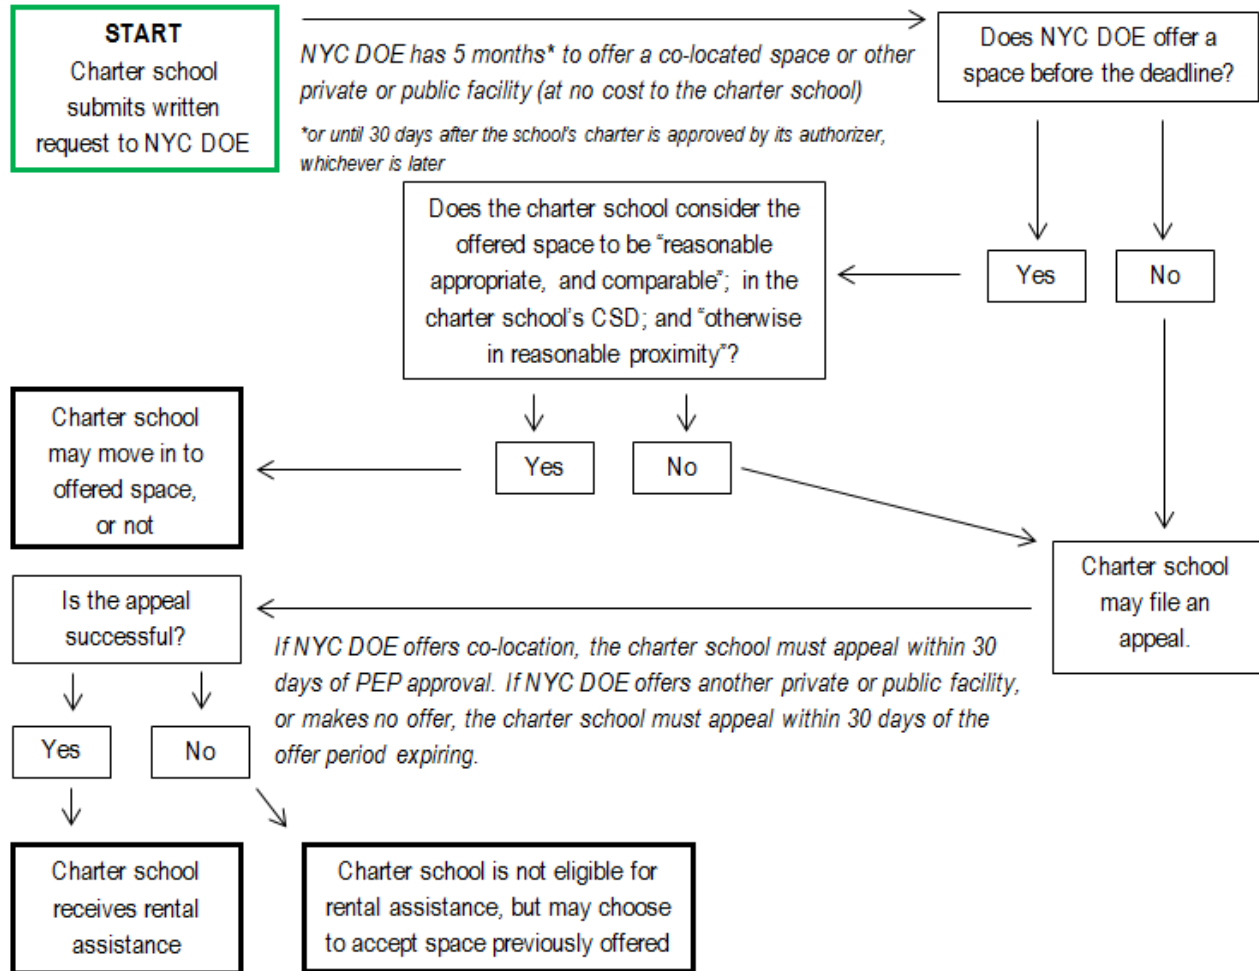 START
Charter school
submits written
request to NYC DOE
NYC DOE has 5 months* to offer a co-located space or other
private or public facility (at no cost to the charter school)
*or until 30 days after the school's charter is approved by its authorizer,
whichever is later
Does NYC DOE offer a
space before the deadline?
Yes
No
Does the charter school consider the
offered space to be “reasonable
appropriate, and comparable”; in the
charter school's CSD; and “otherwise
in reasonable proximity”?
Yes
No
Charter school
may move in to
offered space,
or not
Charter school
may file an
appeal.
If NYC DOE offers co-location, the charter school must appeal within 30
days of PEP approval. If NYC DOE offers another private or public facility,
or makes no offer, the charter school must appeal within 30 days of the
offer period expiring.
Is the appeal
successful?
Yes
No
Charter school
receives rental
assistance
Charter school is not eligible for
rental assistance, but may choose
to accept space previously offered